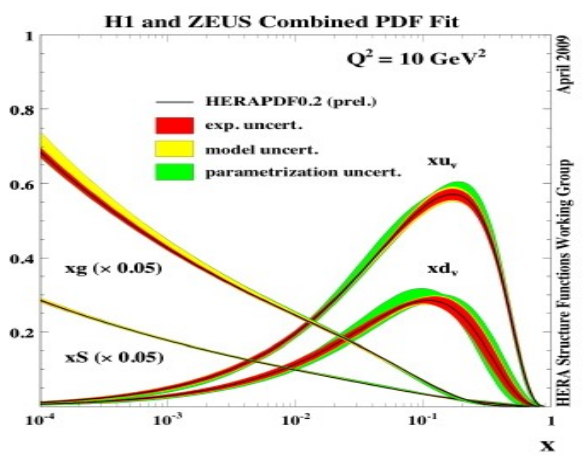 H1 and ZEUS Combined PDF Fit
1
Q² = 10 GeV²
April 2009
HERAPDF0.2 (prel.)
exp. uncert.
model uncert.
parametrization uncert.
0.8
0.6
0.4
0.2
xuᵥ
xdᵥ
xg (× 0.05)
xS (× 0.05)
HERA Structure Functions Working Group
10⁻⁴ 10⁻³ 10⁻² 10⁻¹ 1
x